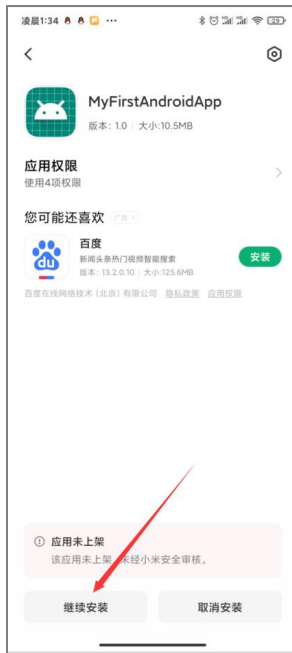 凌晨1:34
29
MyFirstAndroidApp
版本：1.0 | 大小:10.5MB
应用权限
使用4项权限
您可能还喜欢 广告
百度
新闻头条热门视频智能搜索
版本：13.2.0.10 | 大小:125.6MB
安装
百度在线网络技术（北京）有限公司 隐私政策 应用权限
应用未上架
该应用未上架 未经小米安全审核。
继续安装 取消安装